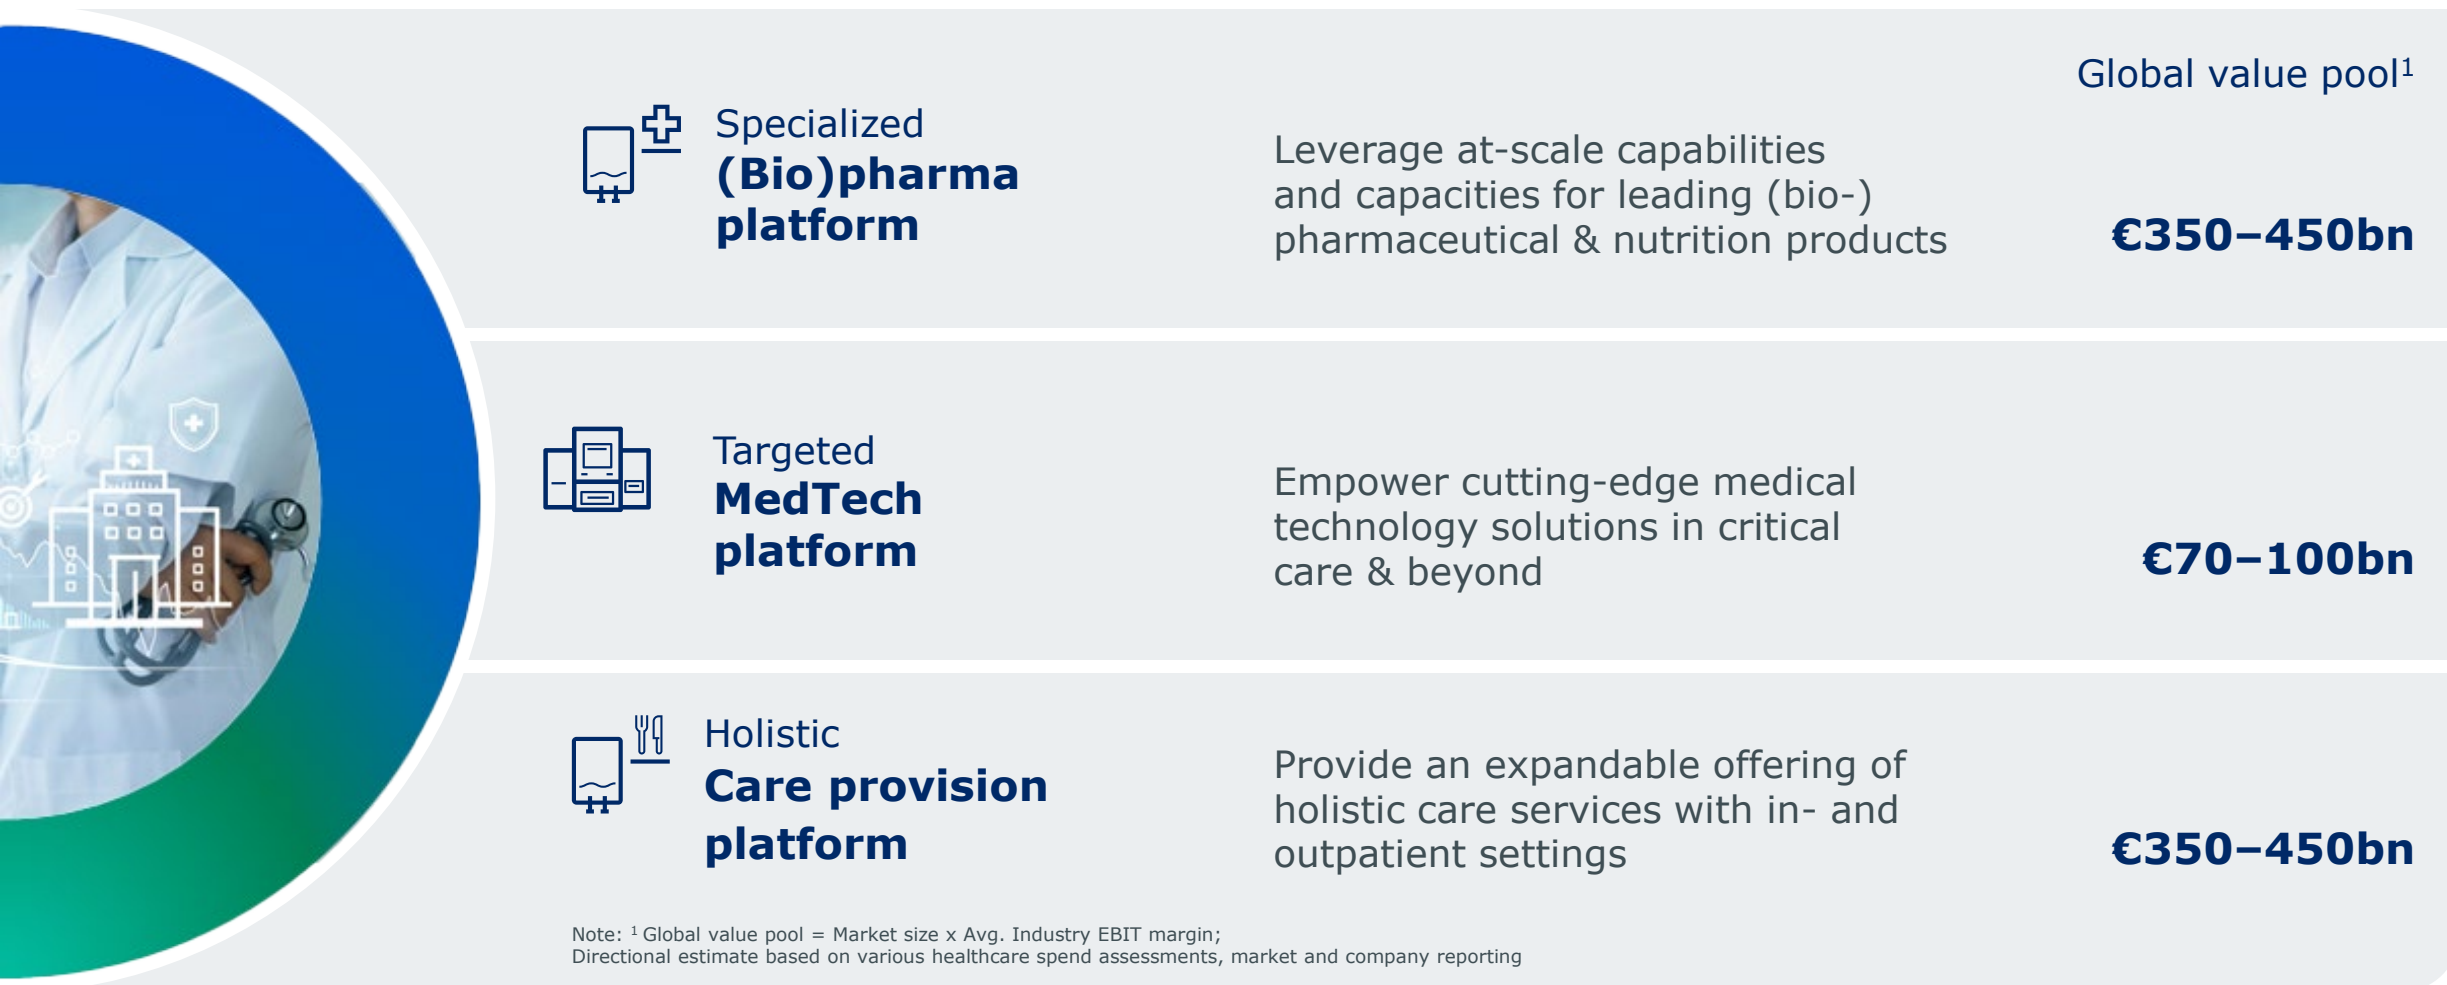 Global value pool¹
Specialized
(Bio)pharma
platform
Leverage at-scale capabilities
and capacities for leading (bio-)
pharmaceutical & nutrition products
€350–450bn
Targeted
MedTech
platform
Empower cutting-edge medical
technology solutions in critical
care & beyond
€70–100bn
Holistic
Care provision
platform
Provide an expandable offering of
holistic care services with in- and
outpatient settings
€350–450bn
Note: ¹ Global value pool = Market size x Avg. Industry EBIT margin;
Directional estimate based on various healthcare spend assessments, market and company reporting